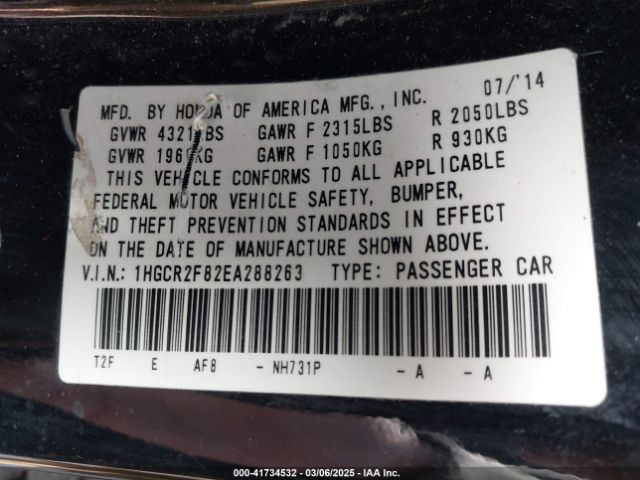 MFD. BY HONDA OF AMERICA MFG., INC. 07/'14
GVWR 4321LBS GAWR F 2315LBS R 2050LBS
GVWR 1960KG GAWR F 1050KG R 930KG
THIS VEHICLE CONFORMS TO ALL APPLICABLE
FEDERAL MOTOR VEHICLE SAFETY, BUMPER,
AND THEFT PREVENTION STANDARDS IN EFFECT
ON THE DATE OF MANUFACTURE SHOWN ABOVE.
V.I.N.: 1HGCR2F82EA288263 TYPE: PASSENGER CAR
T2F E AF8 - NH731P - A - A
000-41734532 — 03/06/2025 — IAA Inc.